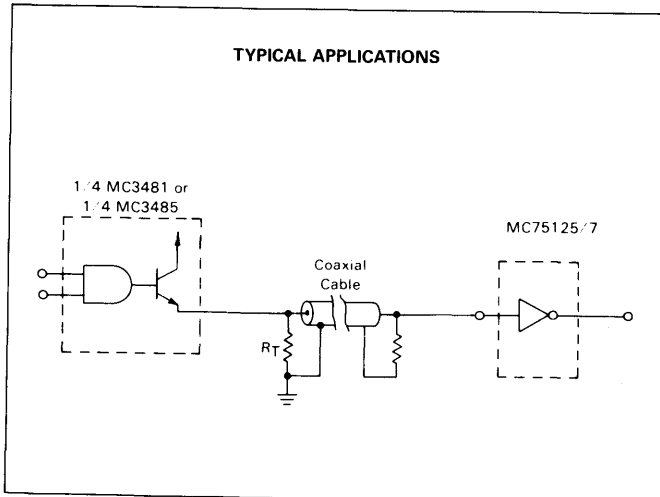 TYPICAL APPLICATIONS
1/4 MC3481 or
1/4 MC3485
MC75125/7
Coaxial
Cable
RT